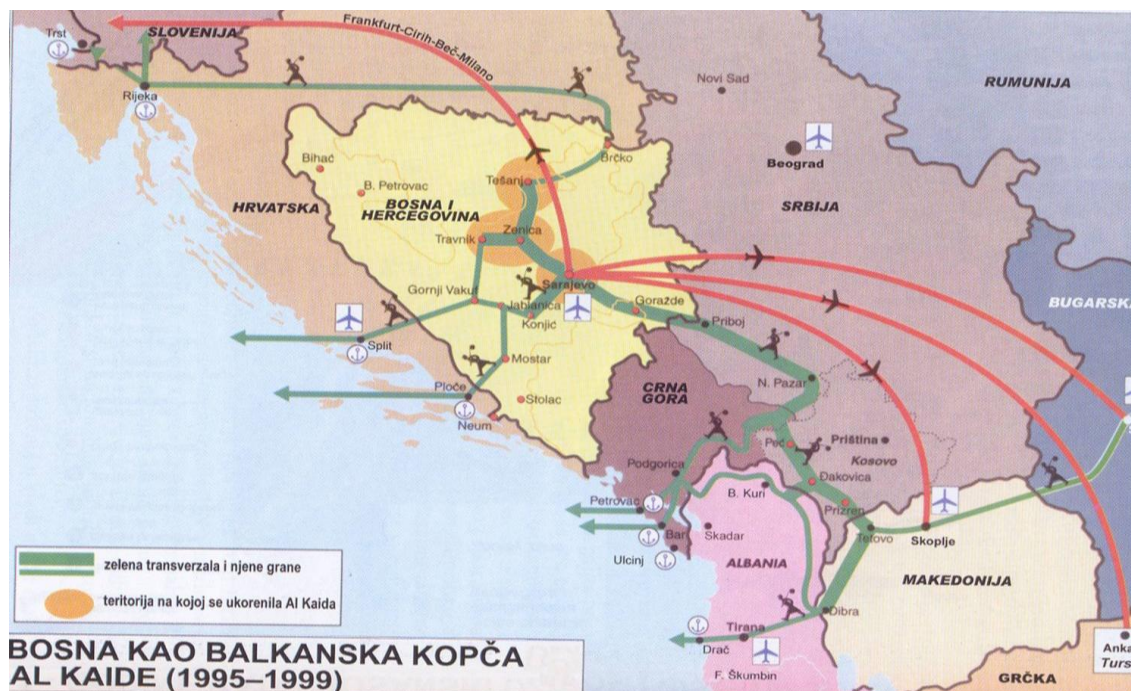 Trst
SLOVENIJA
Frankfurt-Cirih-Beč-Milano
Rijeka
Novi Sad
RUMUNIJA
Beograd
Bihać
B. Petrovac
Brčko
Tešanj
HRVATSKA
BOSNA I
HERCEGOVINA
SRBIJA
Travnik
Zenica
Sarajevo
Gornji Vakuf
Jablanica
Konjić
Goražde
Priboj
BUGARSKA
Split
Mostar
Ploče
Stolac
Neum
CRNA
GORA
N. Pazar
Peć
Priština
Kosovo
Podgorica
Đakovica
B. Kuri
Prizren
Petrovac
Bar
Skadar
Ulcinj
Tetovo
Skoplje
ALBANIA
MAKEDONIJA
Dibra
Tirana
Drač
F. Škumbin
Anka
Turs
GRČKA
zelena transverzala i njene grane
teritorija na kojoj se ukorenila Al Kaida
BOSNA KAO BALKANSKA KOPČA
AL KAIDE (1995–1999)